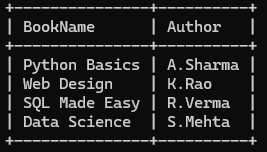 +---------------+----------+
| BookName      | Author   |
+---------------+----------+
| Python Basics | A.Sharma |
| Web Design    | K.Rao    |
| SQL Made Easy | R.Verma  |
| Data Science  | S.Mehta  |
+---------------+----------+